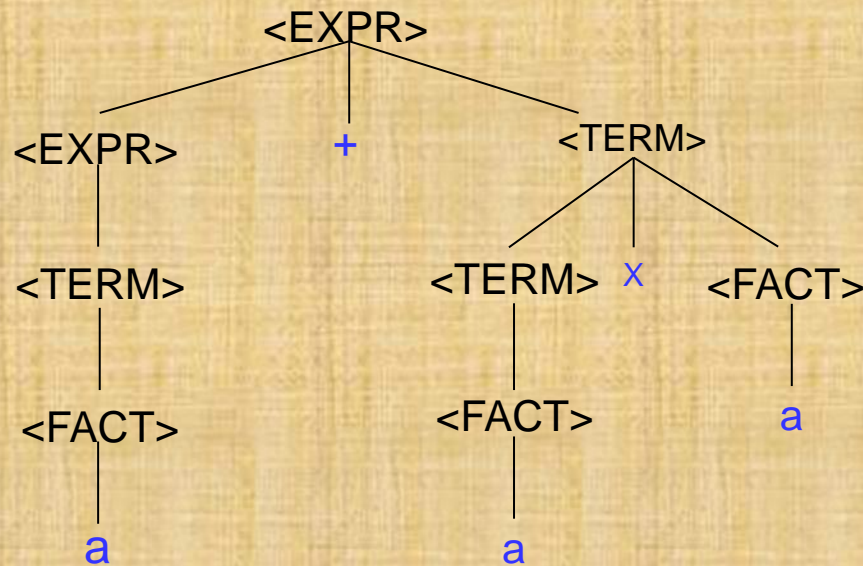 <EXPR>
<EXPR> + <TERM>
<TERM> <TERM> x <FACT>
<FACT> <FACT> a
a a